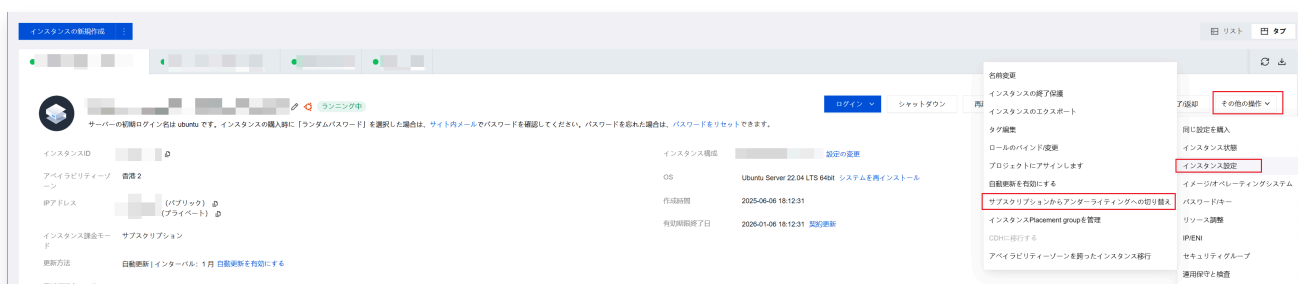 インスタンスの新規作成
リスト
タブ
ランニング中
ログイン
シャットダウン
了/返却
その他の操作
サーバーの初期ログイン名は ubuntu です。インスタンスの購入時に「ランダムパスワード」を選択した場合は、サイト内メールでパスワードを確認してください。パスワードを忘れた場合は、パスワードをリセットできます。
名前変更
インスタンスの終了保護
インスタンスのエクスポート
タグ編集
ロールのバインド/変更
プロジェクトにアサインします
自動更新を有効にする
サブスクリプションからアンダーライティングへの切り替え
インスタンスPlacement groupを管理
CDHに移行する
アベイラビリティーゾーンを跨ったインスタンス移行
同じ設定を購入
インスタンス状態
インスタンス設定
イメージ/オペレーティングシステム
パスワード/キー
リソース調整
IP/ENI
セキュリティグループ
運用保守と検査
インスタンスID
アベイラビリティーゾ
ーン
香港 2
IPアドレス
(パブリック)
(プライベート)
インスタンス課金モー
ド
サブスクリプション
更新方法
自動更新 | インターバル: 1 月 自動更新を有効にする
インスタンス構成
設定の変更
OS
Ubuntu Server 22.04 LTS 64bit システムを再インストール
作成時間
2025-06-06 18:12:31
有効期限終了日
2026-01-06 18:12:31 契約更新